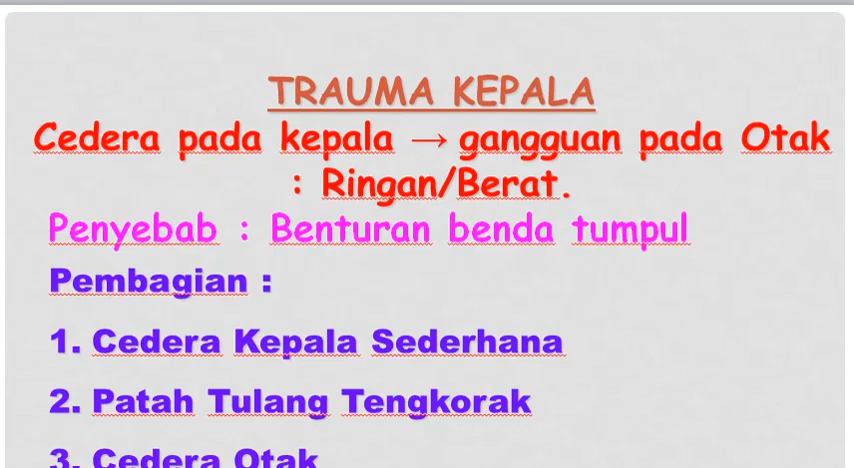 TRAUMA KEPALA
Cedera pada kepala → gangguan pada Otak
: Ringan/Berat.
Penyebab : Benturan benda tumpul
Pembagian :
1. Cedera Kepala Sederhana
2. Patah Tulang Tengkorak
3. Cedera Otak